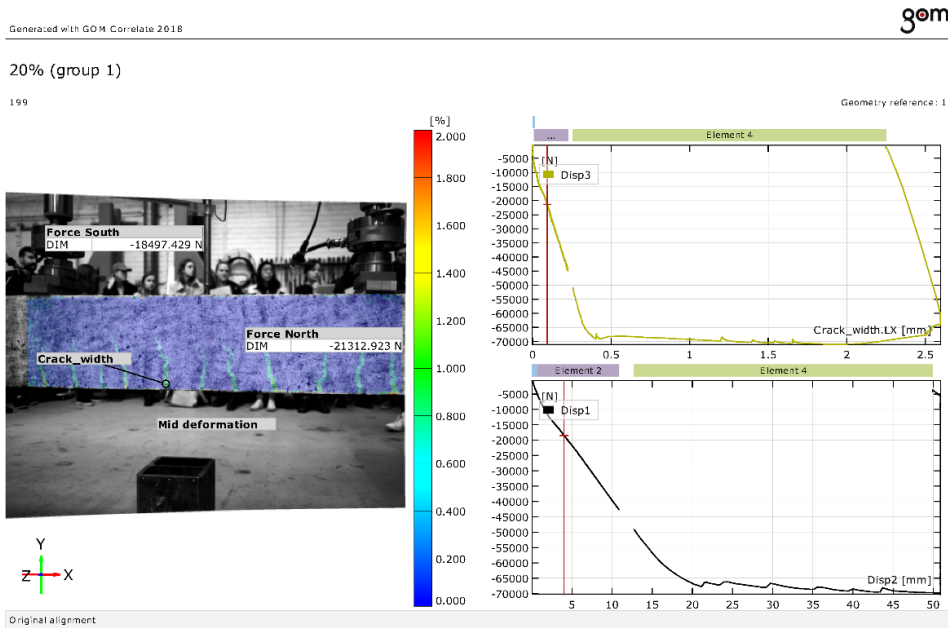 gom
Generated with GOM Correlate 2018
20% (group 1)
199
Geometry reference: 1
[%]
2.000
1.800
1.600
1.400
1.200
1.000
0.800
0.600
0.400
0.200
0.000
Force South
DIM -18497.429 N
Force North
DIM -21312.923 N
Crack_width
Mid deformation
Y
Z X
... Element 4
[N]
Disp3
-5000
-10000
-15000
-20000
-25000
-30000
-35000
-40000
-45000
-50000
-55000
-60000
-65000
-70000
Crack_width.LX [mm]
0 0.5 1 1.5 2 2.5
Element 2 Element 4
[N]
Disp1
-5000
-10000
-15000
-20000
-25000
-30000
-35000
-40000
-45000
-50000
-55000
-60000
-65000
-70000
Disp2 [mm]
5 10 15 20 25 30 35 40 45 50
Original alignment